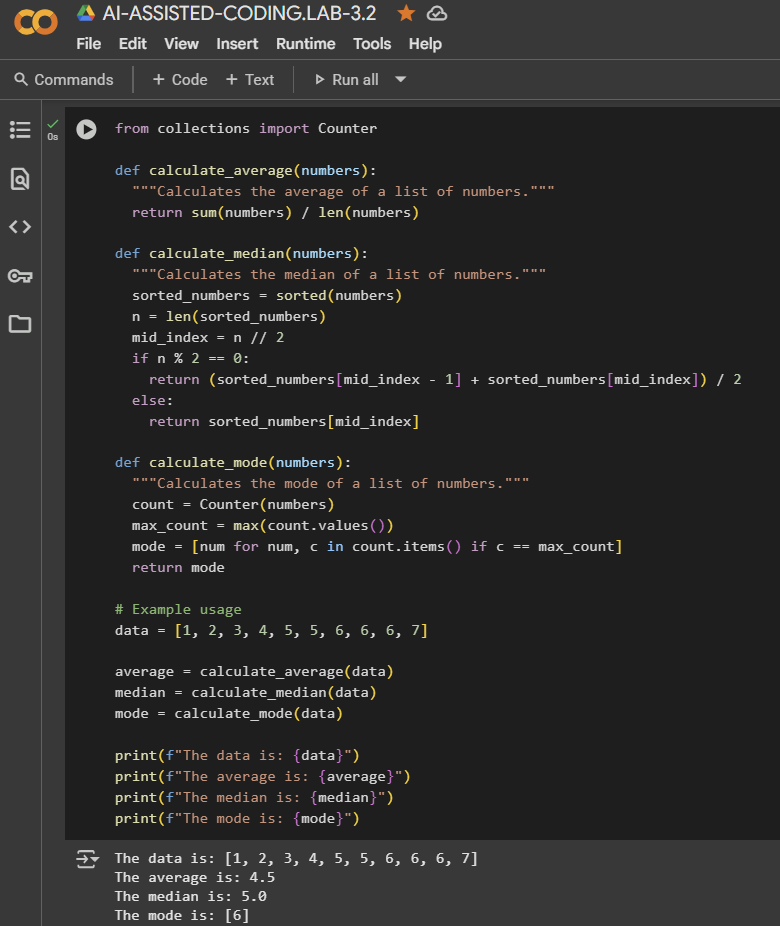 AI-ASSISTED-CODING.LAB-3.2
File Edit View Insert Runtime Tools Help
Commands + Code + Text Run all
0s
from collections import Counter
def calculate_average(numbers):
  """Calculates the average of a list of numbers."""
  return sum(numbers) / len(numbers)
def calculate_median(numbers):
  """Calculates the median of a list of numbers."""
  sorted_numbers = sorted(numbers)
  n = len(sorted_numbers)
  mid_index = n // 2
  if n % 2 == 0:
    return (sorted_numbers[mid_index - 1] + sorted_numbers[mid_index]) / 2
  else:
    return sorted_numbers[mid_index]
def calculate_mode(numbers):
  """Calculates the mode of a list of numbers."""
  count = Counter(numbers)
  max_count = max(count.values())
  mode = [num for num, c in count.items() if c == max_count]
  return mode
# Example usage
data = [1, 2, 3, 4, 5, 5, 6, 6, 6, 7]
average = calculate_average(data)
median = calculate_median(data)
mode = calculate_mode(data)
print(f"The data is: {data}")
print(f"The average is: {average}")
print(f"The median is: {median}")
print(f"The mode is: {mode}")
The data is: [1, 2, 3, 4, 5, 5, 6, 6, 6, 7]
The average is: 4.5
The median is: 5.0
The mode is: [6]